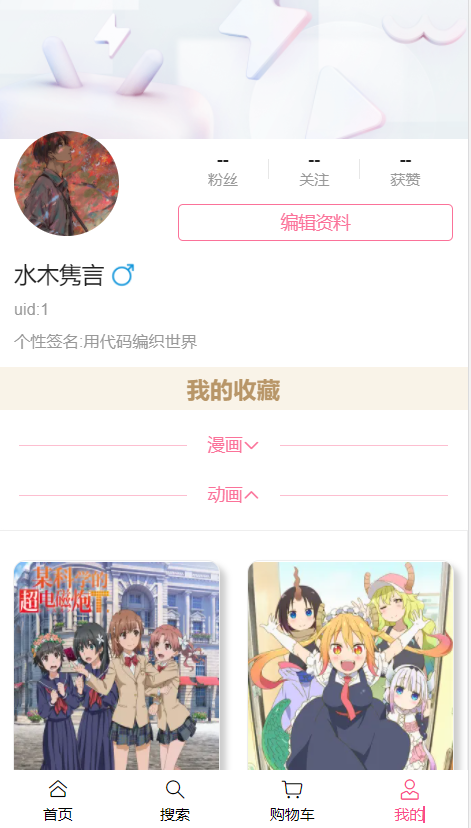 -- -- --
粉丝 关注 获赞
编辑资料
水木隽言
uid:1
个性签名:用代码编织世界
我的收藏
漫画
动画
某科学的
超电磁炮T
首页 搜索 购物车 我的